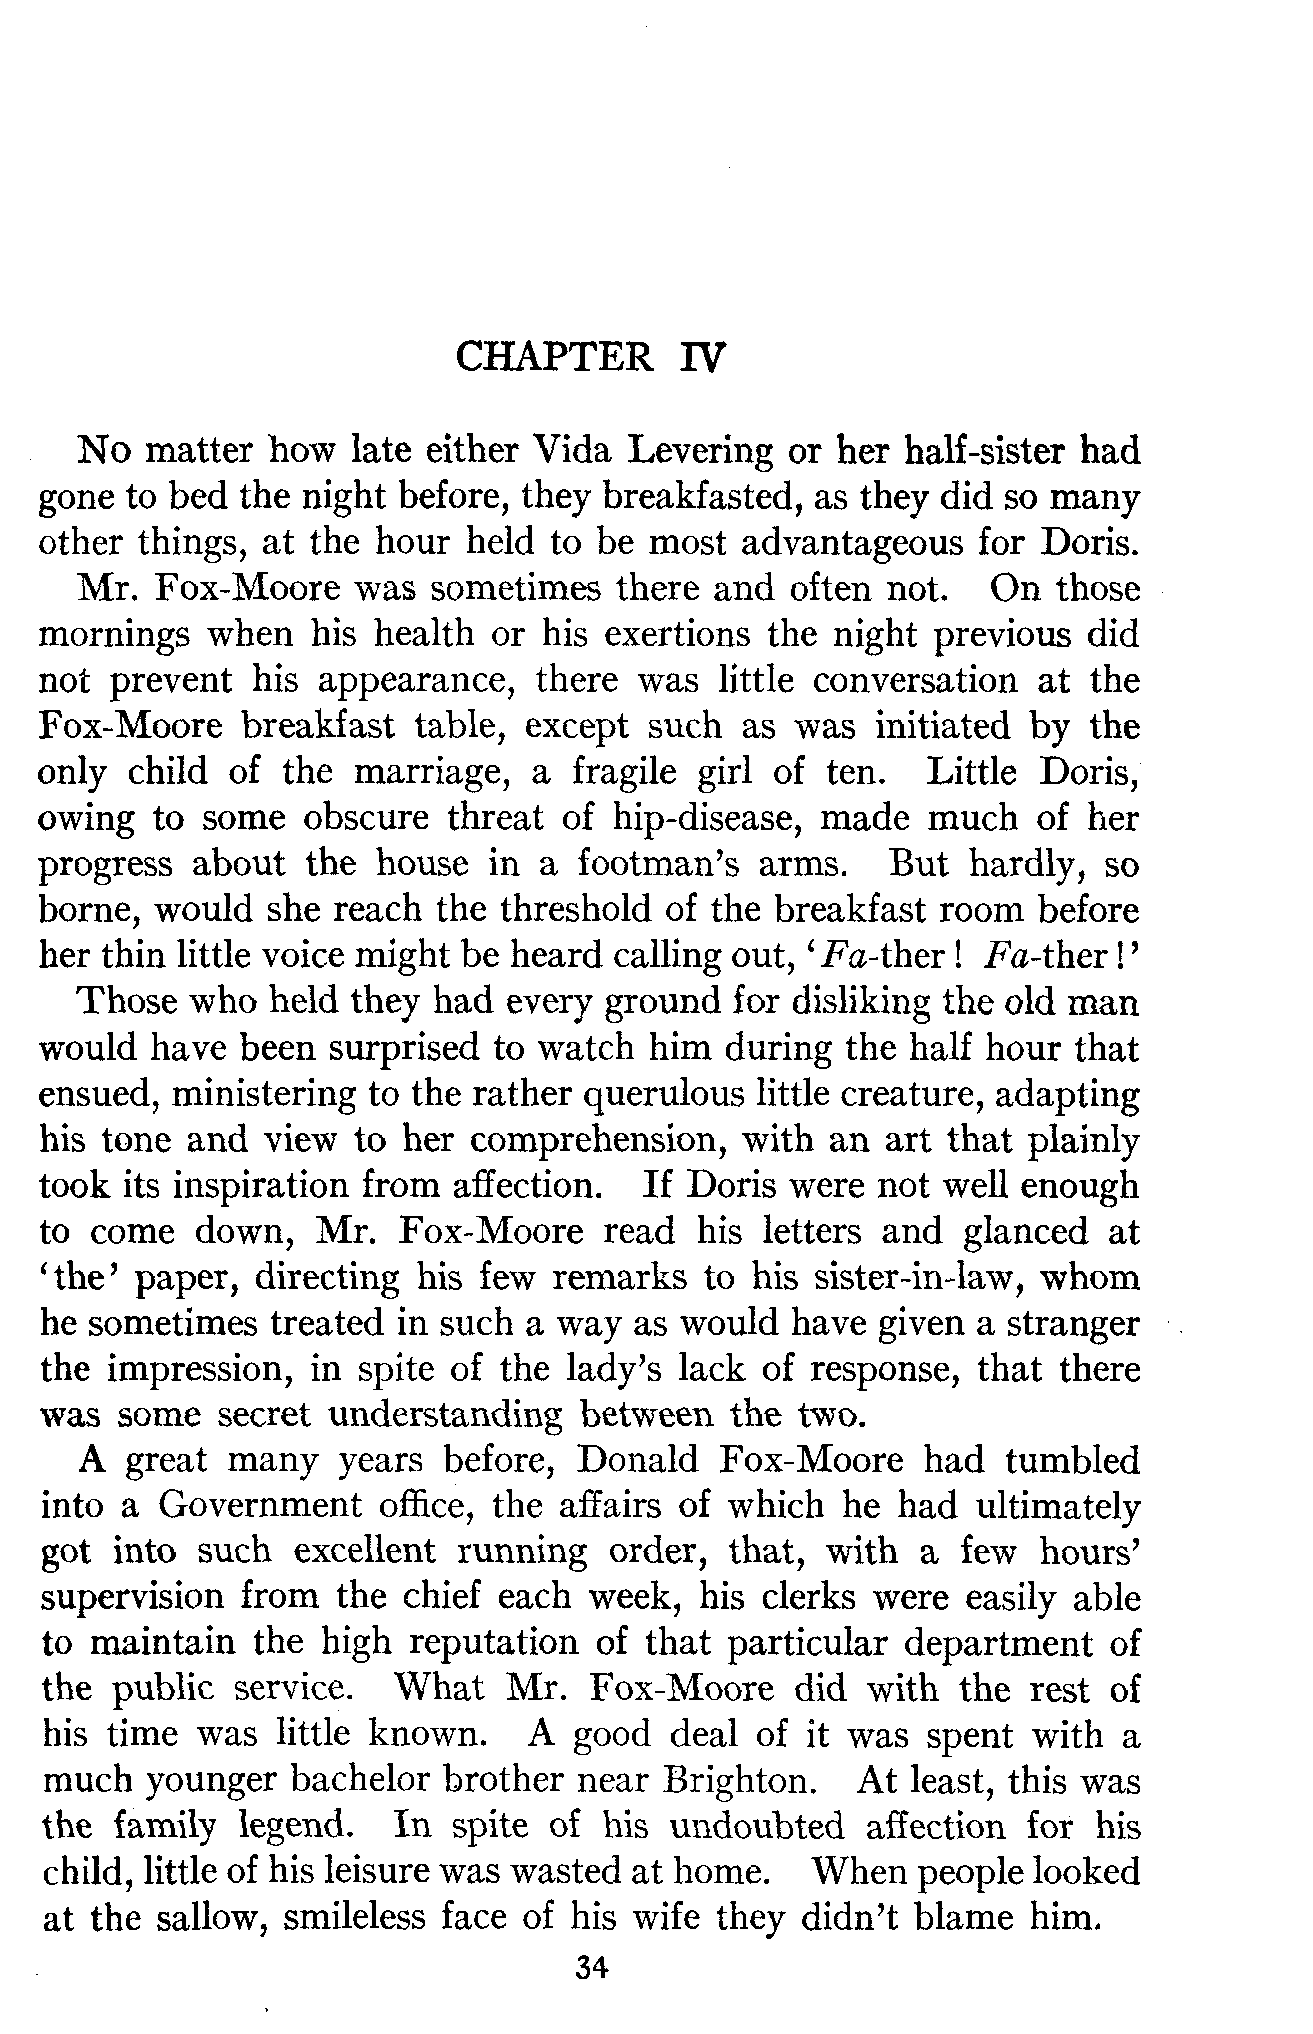 CHAPTER IV
No matter how late either Vida Levering or her half-sister had
gone to bed the night before, they breakfasted, as they did so many
other things, at the hour held to be most advantageous for Doris.
Mr. Fox-Moore was sometimes there and often not. On those
mornings when his health or his exertions the night previous did
not prevent his appearance, there was little conversation at the
Fox-Moore breakfast table, except such as was initiated by the
only child of the marriage, a fragile girl of ten. Little Doris,
owing to some obscure threat of hip-disease, made much of her
progress about the house in a footman's arms. But hardly, so
borne, would she reach the threshold of the breakfast room before
her thin little voice might be heard calling out, 'Fa-ther! Fa-ther!'
Those who held they had every ground for disliking the old man
would have been surprised to watch him during the half hour that
ensued, ministering to the rather querulous little creature, adapting
his tone and view to her comprehension, with an art that plainly
took its inspiration from affection. If Doris were not well enough
to come down, Mr. Fox-Moore read his letters and glanced at
'the' paper, directing his few remarks to his sister-in-law, whom
he sometimes treated in such a way as would have given a stranger
the impression, in spite of the lady's lack of response, that there
was some secret understanding between the two.
A great many years before, Donald Fox-Moore had tumbled
into a Government office, the affairs of which he had ultimately
got into such excellent running order, that, with a few hours'
supervision from the chief each week, his clerks were easily able
to maintain the high reputation of that particular department of
the public service. What Mr. Fox-Moore did with the rest of
his time was little known. A good deal of it was spent with a
much younger bachelor brother near Brighton. At least, this was
the family legend. In spite of his undoubted affection for his
child, little of his leisure was wasted at home. When people looked
at the sallow, smileless face of his wife they didn't blame him.
34